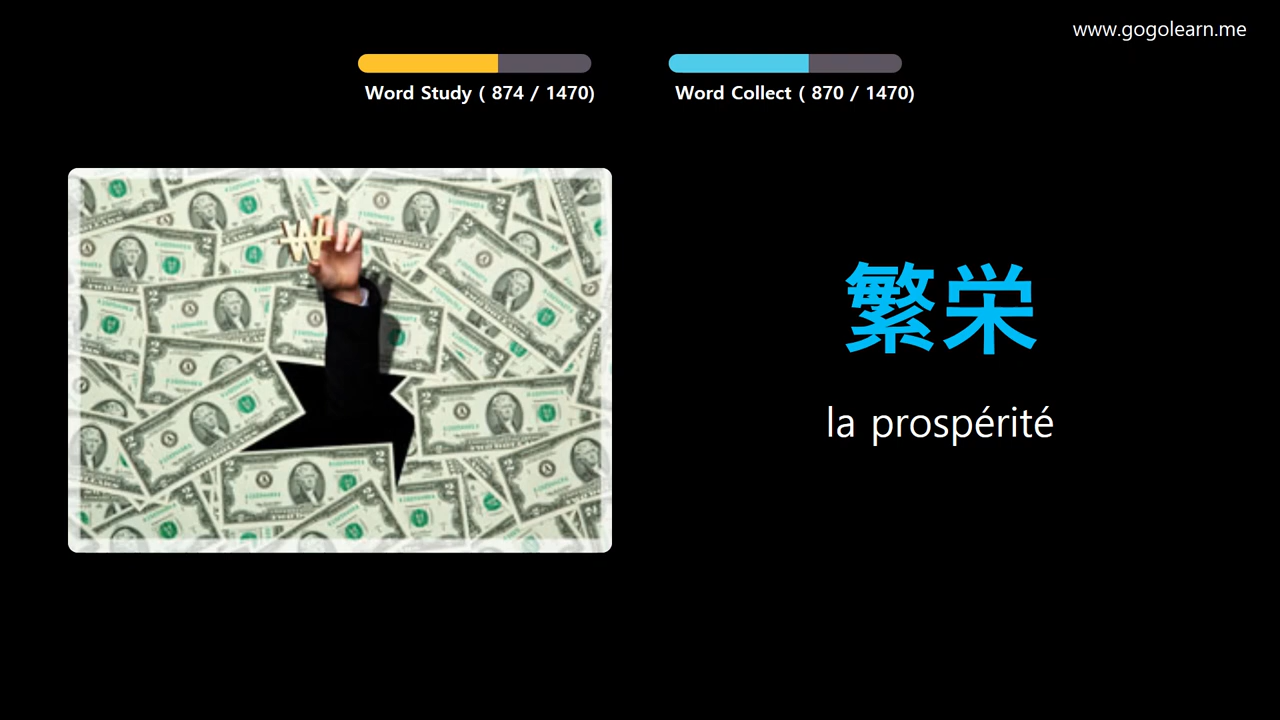 www.gogolearn.me
Word Study ( 874 / 1470)
Word Collect ( 870 / 1470)
繁栄
la prospérité